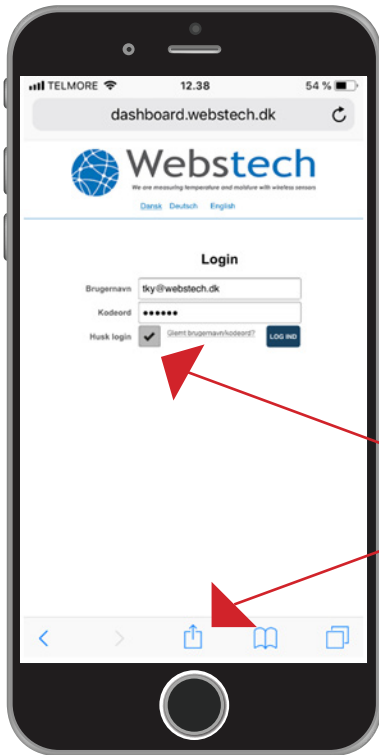 TELMORE 12.38 54 %
dashboard.webstech.dk
Webstech
We are measuring temperature and moisture with wireless sensors
Dansk Deutsch English
Login
Brugernavn tky@webstech.dk
Kodeord ••••••
Husk login Glemt brugernavn/kodeord? LOG IND